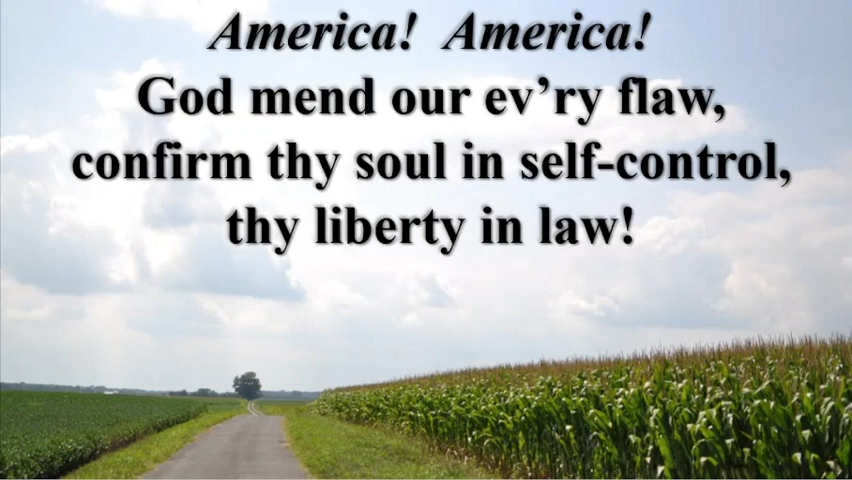 America!  America!
God mend our ev’ry flaw,
confirm thy soul in self-control,
thy liberty in law!